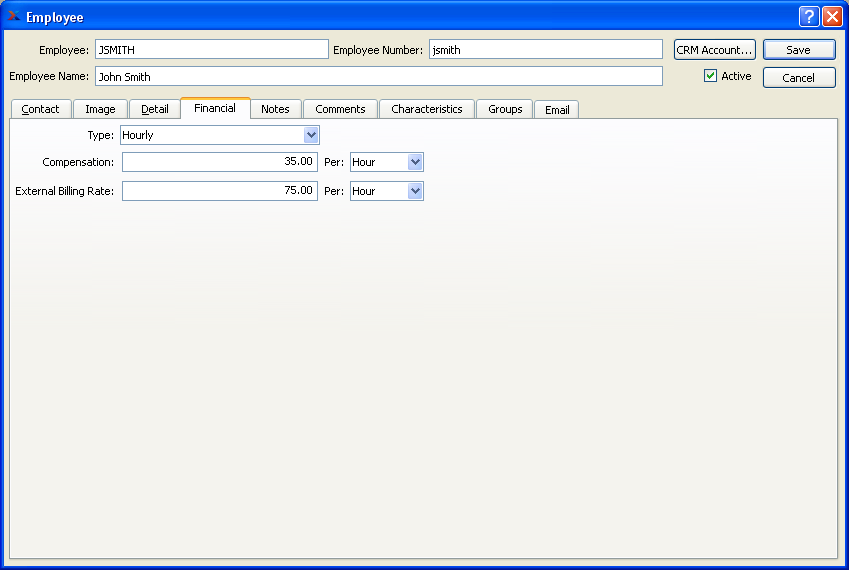 Employee
Employee: JSMITH Employee Number: jsmith CRM Account... Save
Employee Name: John Smith Active Cancel
Contact Image Detail Financial Notes Comments Characteristics Groups Email
Type: Hourly
Compensation: 35.00 Per: Hour
External Billing Rate: 75.00 Per: Hour